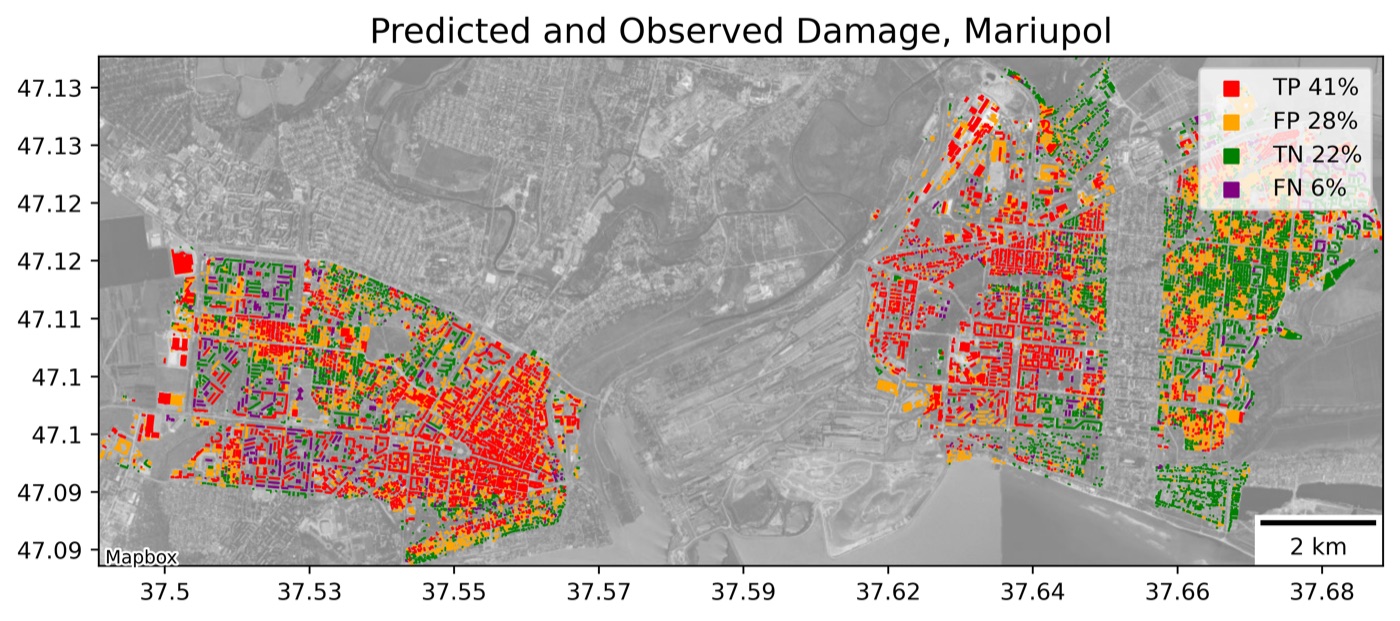 Predicted and Observed Damage, Mariupol
47.13
47.13
47.12
47.12
47.11
47.1
47.1
47.09
47.09
TP 41%
FP 28%
TN 22%
FN 6%
Mapbox
2 km
37.5
37.53
37.55
37.57
37.59
37.62
37.64
37.66
37.68